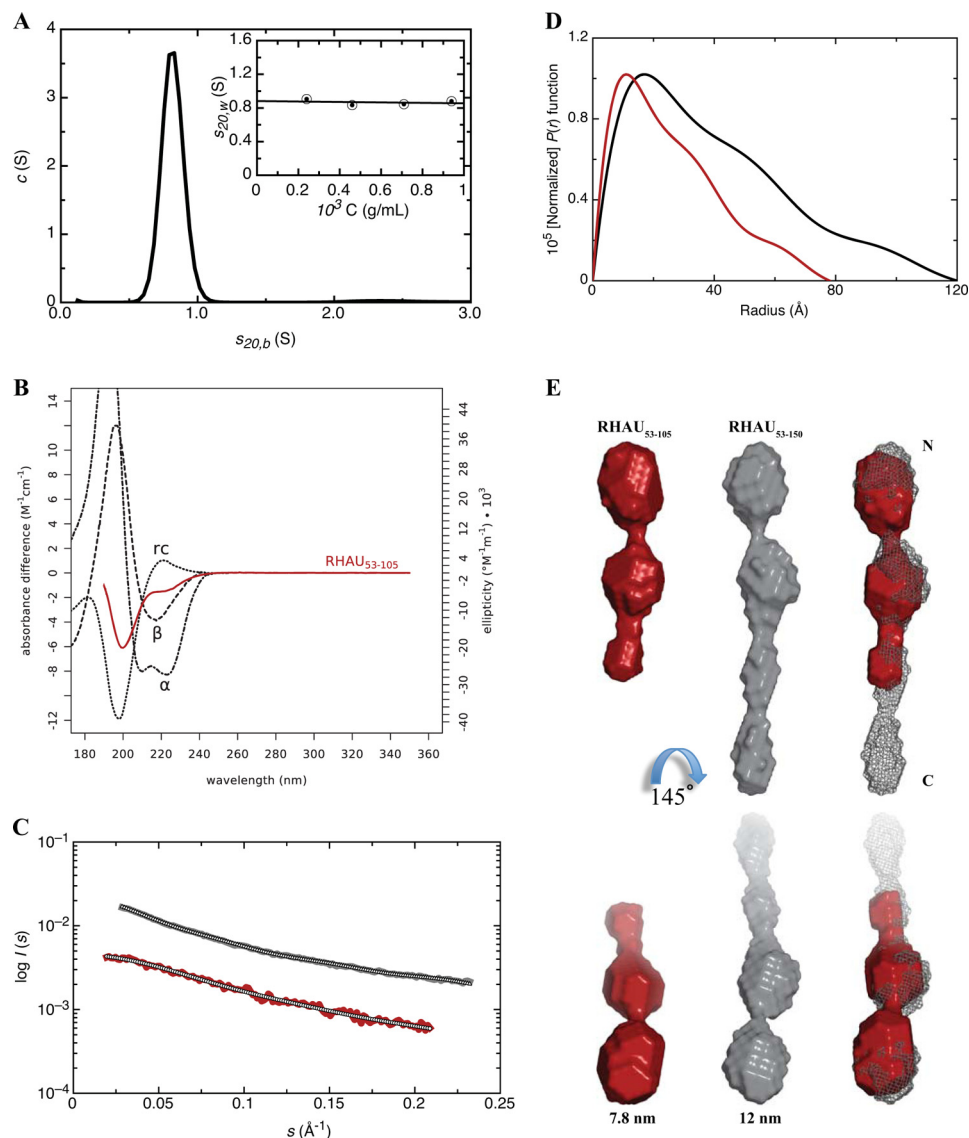 A
4
3
2
1
0
c (S)
0.0
1.0
2.0
3.0
s20,b (S)
1.6
1.2
0.8
0.4
0
s20,w (S)
0
0.2
0.4
0.6
0.8
1
10³ C (g/mL)
D
1.2
0.8
0.4
0
10⁵ [Normalized] P(r) function
0
40
80
120
Radius (Å)
B
14
12
10
8
6
4
2
0
-2
-4
-6
-8
-10
-12
absorbance difference (M⁻¹cm⁻¹)
44
36
28
20
12
4
-2
-10
-20
-30
-40
ellipticity (°M⁻¹m⁻¹) • 10³
rc
RHAU53-105
β
α
180
200
220
240
260
280
300
320
340
360
wavelength (nm)
E
RHAU53-105
RHAU53-150
N
C
145°
7.8 nm
12 nm
C
10⁻¹
10⁻²
10⁻³
10⁻⁴
log I (s)
0
0.05
0.1
0.15
0.2
0.25
s (Å⁻¹)